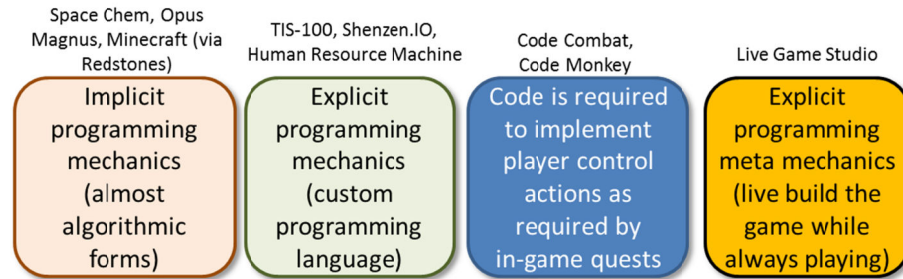 Space Chem, Opus
Magnus, Minecraft (via
Redstones)
Implicit
programming
mechanics
(almost
algorithmic
forms)
TIS-100, Shenzen.IO,
Human Resource Machine
Explicit
programming
mechanics
(custom
programming
language)
Code Combat,
Code Monkey
Code is required
to implement
player control
actions as
required by
in-game quests
Live Game Studio
Explicit
programming
meta mechanics
(live build the
game while
always playing)